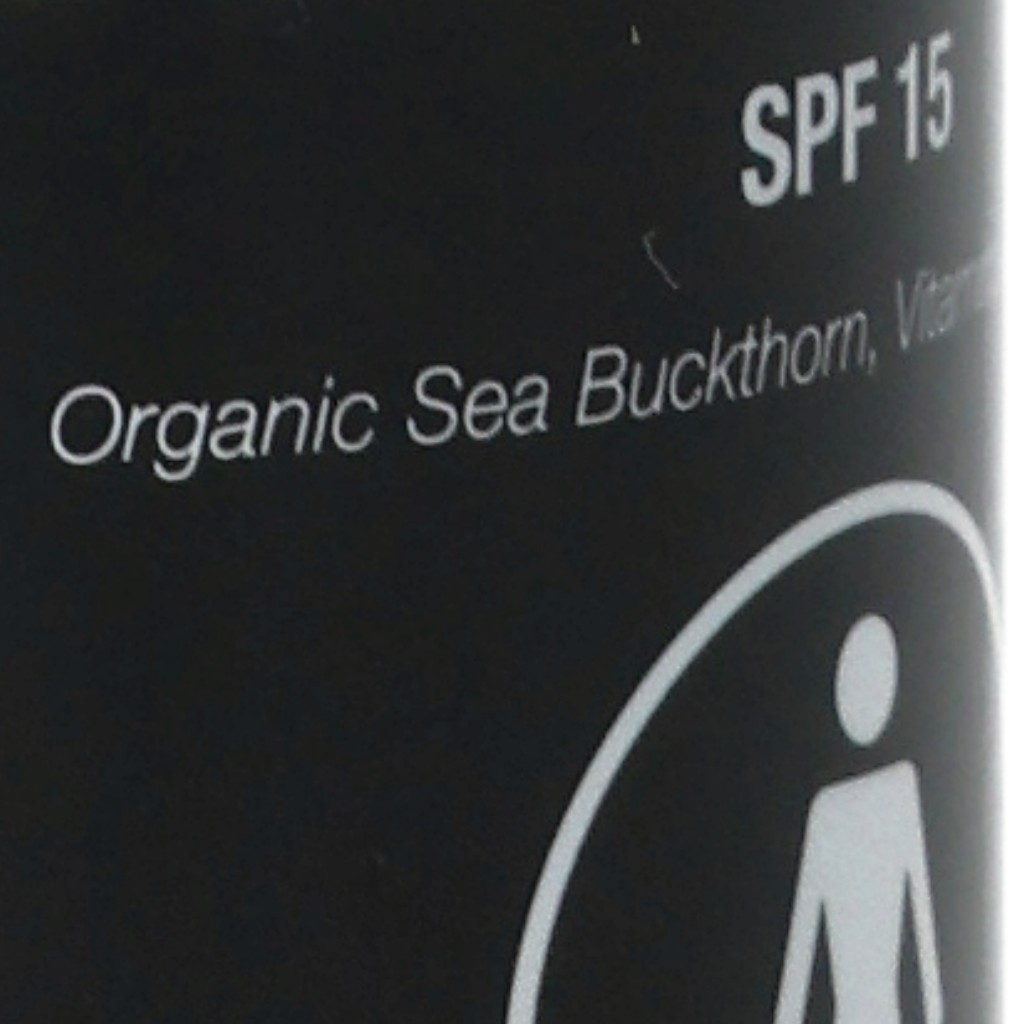 SPF 15
Organic Sea Buckthorn,